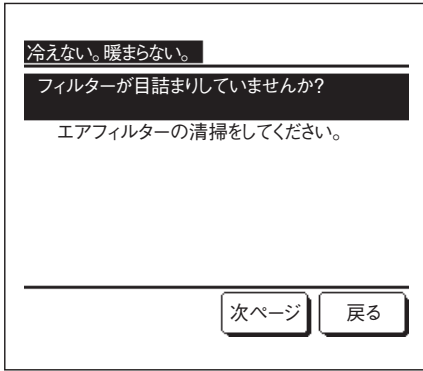 冷えない。暖まらない。
フィルターが目詰まりしていませんか?
エアフィルターの清掃をしてください。
次ページ 戻る